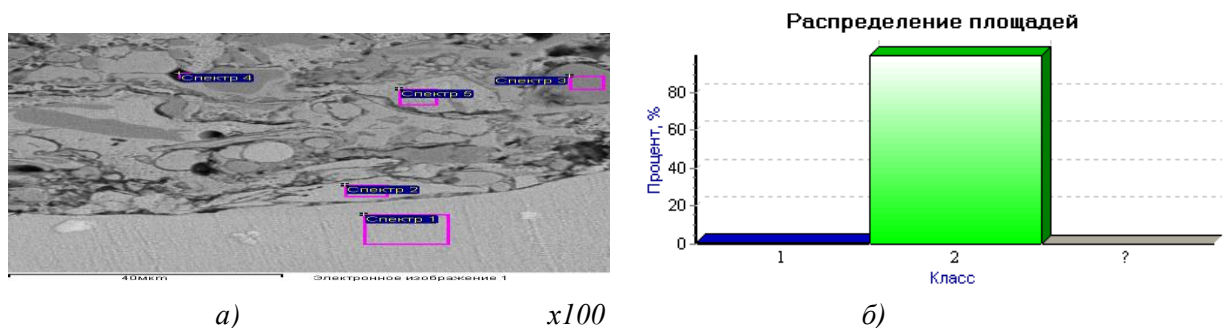 Спектр 4
Спектр 3
Спектр 5
Спектр 2
Спектр 1
40мкm
Электронное изображение 1
а)
х100
Распределение площадей
Процент, %
80
60
40
20
0
1
2
?
Класс
б)